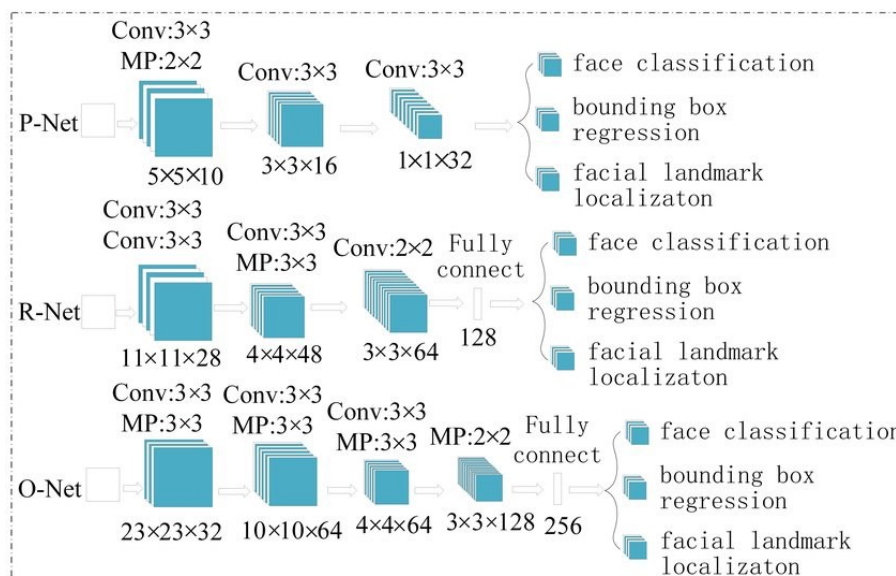 Conv:3×3
MP:2×2
Conv:3×3
Conv:3×3
P-Net
5×5×10
3×3×16
1×1×32
face classification
bounding box
regression
facial landmark
localizaton
Conv:3×3
Conv:3×3
Conv:3×3
MP:3×3
Conv:2×2
Fully
connect
R-Net
11×11×28
4×4×48
3×3×64
128
face classification
bounding box
regression
facial landmark
localizaton
Conv:3×3
MP:3×3
Conv:3×3
MP:3×3
Conv:3×3
MP:3×3
MP:2×2
Fully
connect
O-Net
23×23×32
10×10×64
4×4×64
3×3×128
256
face classification
bounding box
regression
facial landmark
localizaton